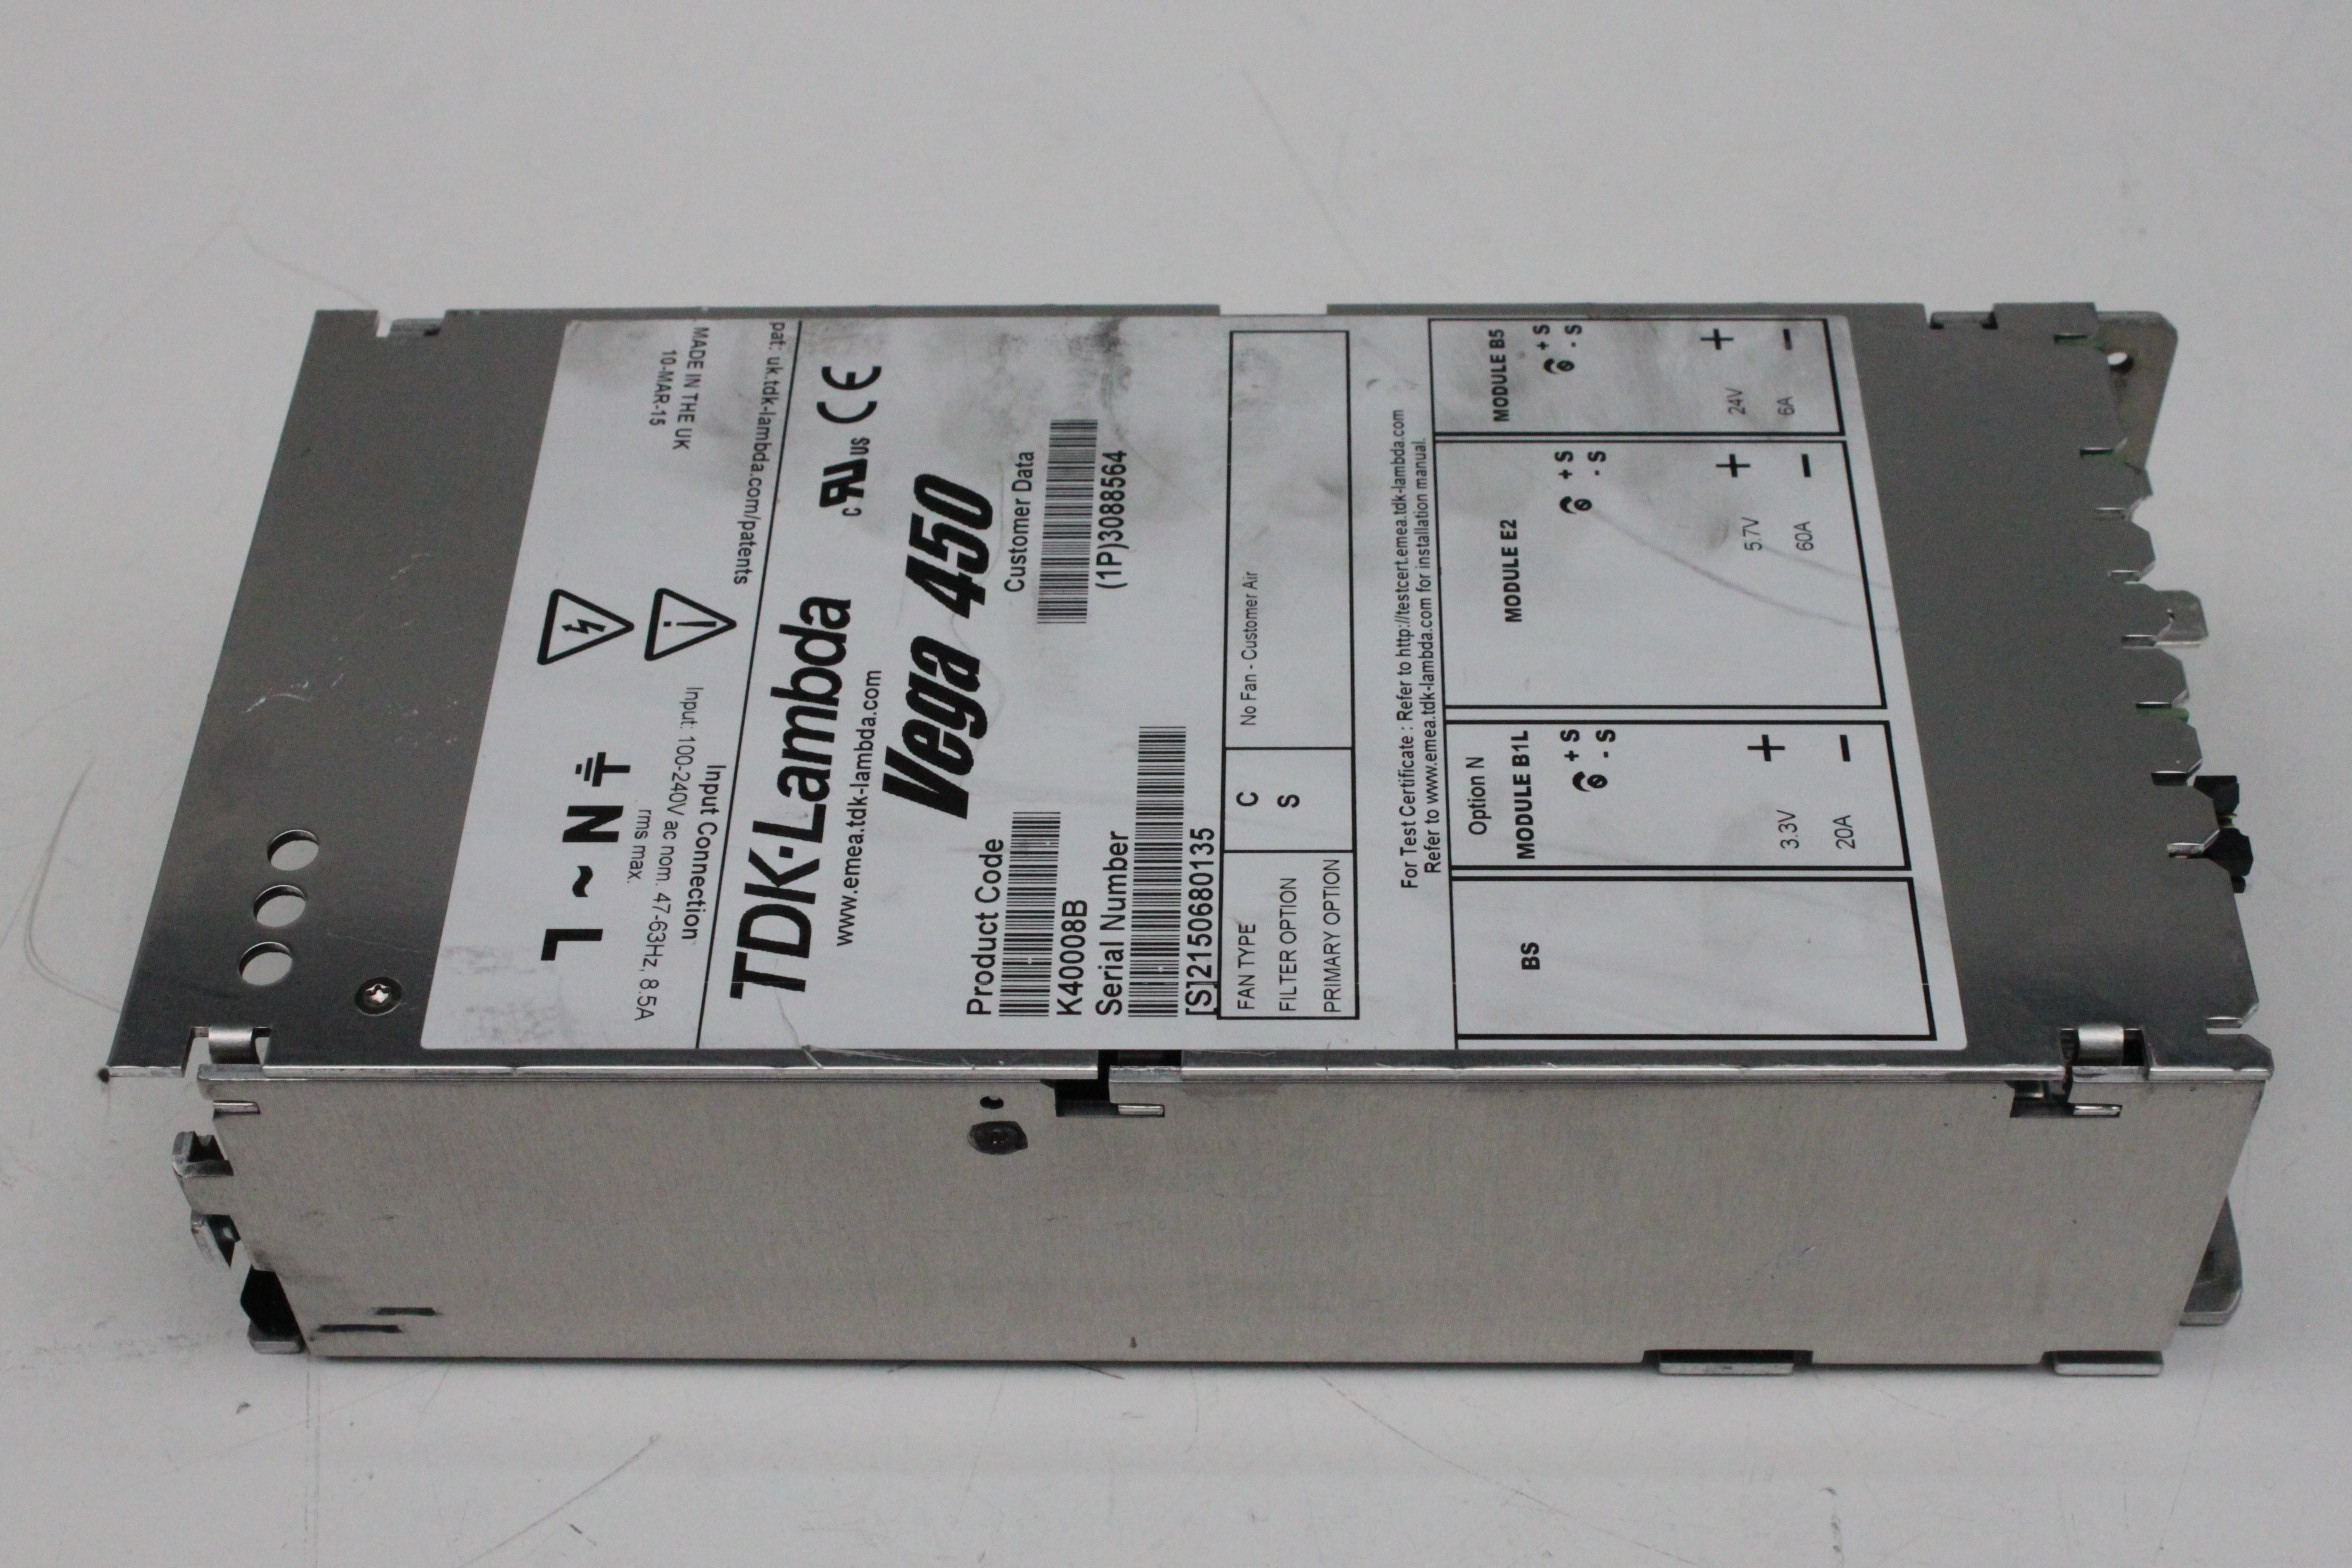 MADE IN THE UK
10-MAR-15
pat: uk.tdk-lambda.com/patents
L ~ N
Input Connection
Input: 100-240V ac nom. 47-63Hz, 8.5A
rms max.
TDK-Lambda
www.emea.tdk-lambda.com
c RU us CE
Vega 450
Product Code
K40008B
Serial Number
[S]2150680135
Customer Data
(1P)3088564
FAN TYPE C No Fan - Customer Air
FILTER OPTION S
PRIMARY OPTION
For Test Certificate : Refer to http://testcert.emea.tdk-lambda.com
Refer to www.emea.tdk-lambda.com for installation manual.
BS
Option N
MODULE B1L
+ S
- S
+
3.3V
-
20A
MODULE E2
+ S
- S
+
5.7V
-
60A
MODULE B5
+ S
- S
+
24V
-
6A